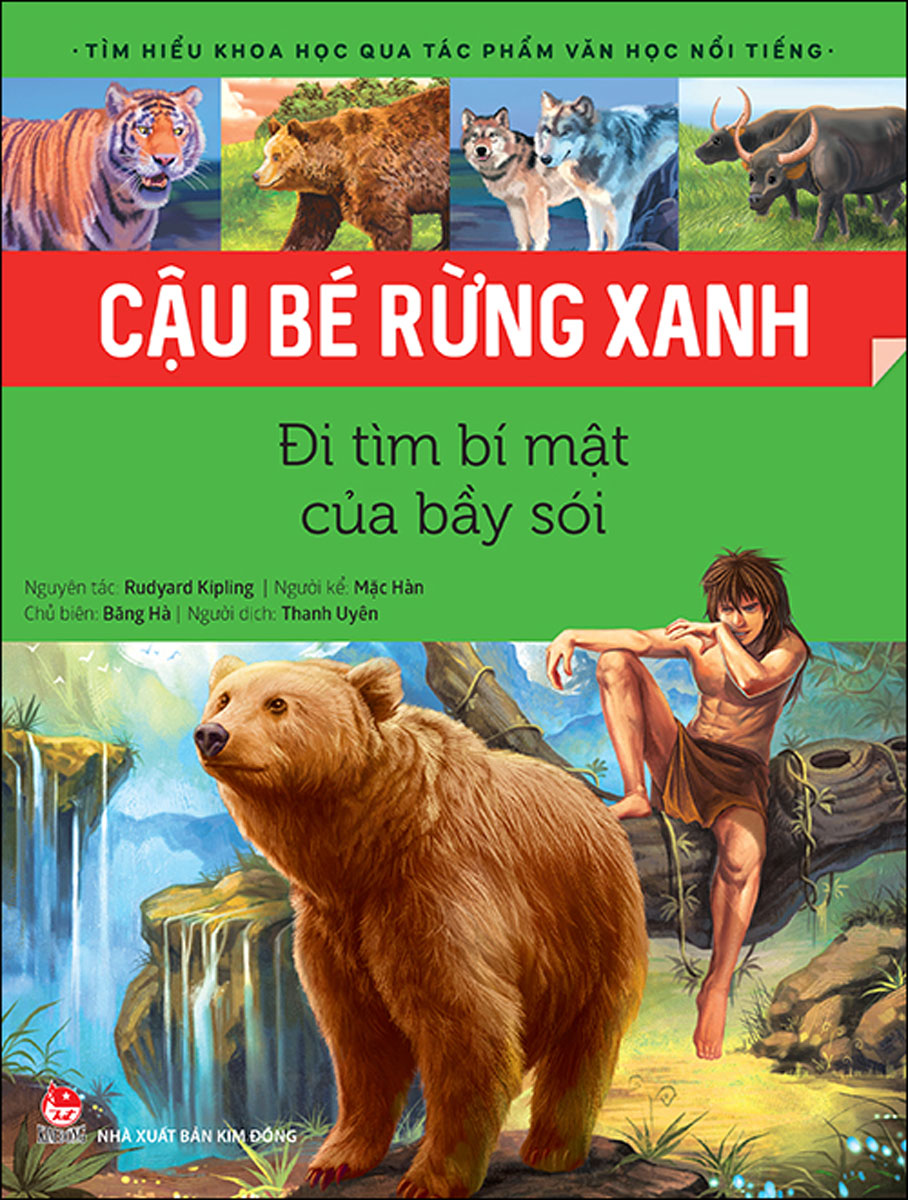 · TÌM HIỂU KHOA HỌC QUA TÁC PHẨM VĂN HỌC NỔI TIẾNG ·
CẬU BÉ RỪNG XANH
Đi tìm bí mật
của bầy sói
Nguyên tác: Rudyard Kipling | Người kể: Mặc Hàn
Chủ biên: Băng Hà | Người dịch: Thanh Uyên
KIM ĐỒNG
NHÀ XUẤT BẢN KIM ĐỒNG